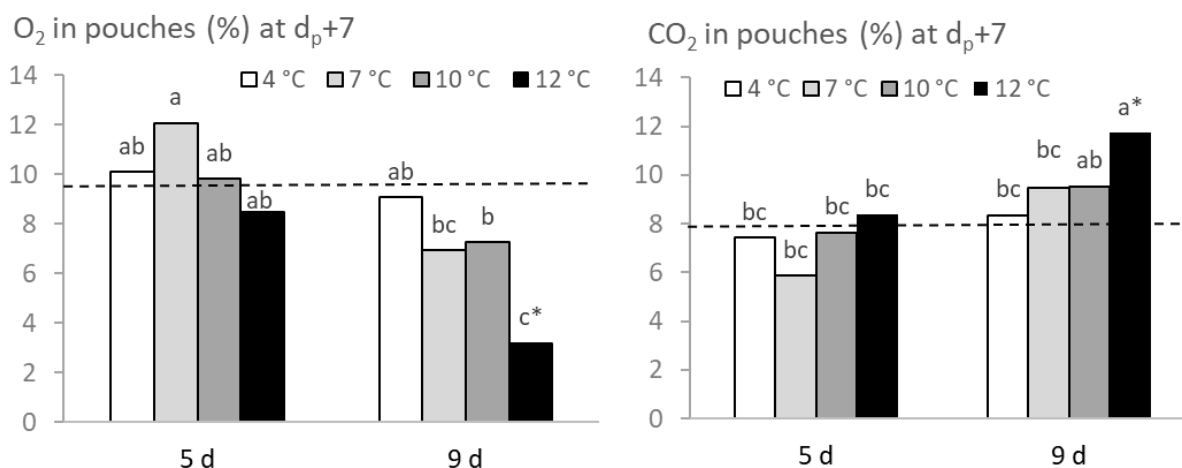 O₂ in pouches (%) at dₚ+7
14
12
10
8
6
4
2
0
4 °C 7 °C 10 °C 12 °C
ab
a
ab
ab
ab
bc
b
c*
5 d
9 d
CO₂ in pouches (%) at dₚ+7
14
12
10
8
6
4
2
0
4 °C 7 °C 10 °C 12 °C
bc
bc
bc
bc
bc
bc
ab
a*
5 d
9 d